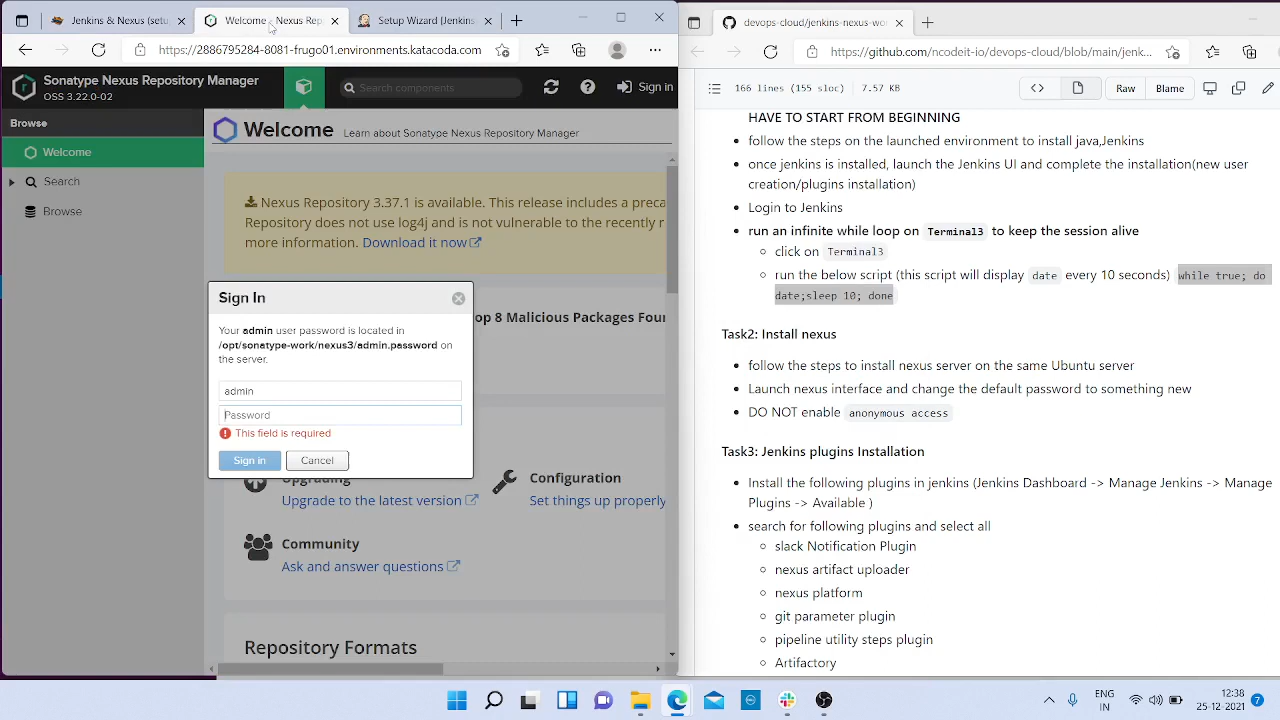 Jenkins & Nexus setu
Welcome - Nexus Rep
Setup Wizard [Jenkins
https://2886795284-8081-frugo01.environments.katacoda.com
Sonatype Nexus Repository Manager
OSS 3.22.0-02
Search components
Sign in
Browse
Welcome
Search
Browse
Welcome Learn about Sonatype Nexus Repository Manager
Nexus Repository 3.37.1 is available. This release includes a preca
Repository does not use log4j and is not vulnerable to the recently r
more information. Download it now
Sign In
Your admin user password is located in
/opt/sonatype-work/nexus3/admin.password on
the server.
admin
Password
This field is required
Sign in
Cancel
op 8 Malicious Packages Four
Upgrading
Upgrade to the latest version
Configuration
Set things up properly
Community
Ask and answer questions
Repository Formats
devops-cloud/jenkins-nexus-wor
https://github.com/ncodeit-io/devops-cloud/blob/main/jenk...
166 lines (155 sloc) 7.57 KB
Raw
Blame
HAVE TO START FROM BEGINNING
follow the steps on the launched environment to install java,Jenkins
once jenkins is installed, launch the Jenkins UI and complete the installation(new user
creation/plugins installation)
Login to Jenkins
run an infinite while loop on Terminal3 to keep the session alive
click on Terminal3
run the below script (this script will display date every 10 seconds) while true; do
date;sleep 10; done
Task2: Install nexus
follow the steps to install nexus server on the same Ubuntu server
Launch nexus interface and change the default password to something new
DO NOT enable anonymous access
Task3: Jenkins plugins Installation
Install the following plugins in jenkins (Jenkins Dashboard -> Manage Jenkins -> Manage
Plugins -> Available )
search for following plugins and select all
slack Notification Plugin
nexus artifact uploader
nexus platform
git parameter plugin
pipeline utility steps plugin
Artifactory
ENG
IN
12:38
25-12-2021
7